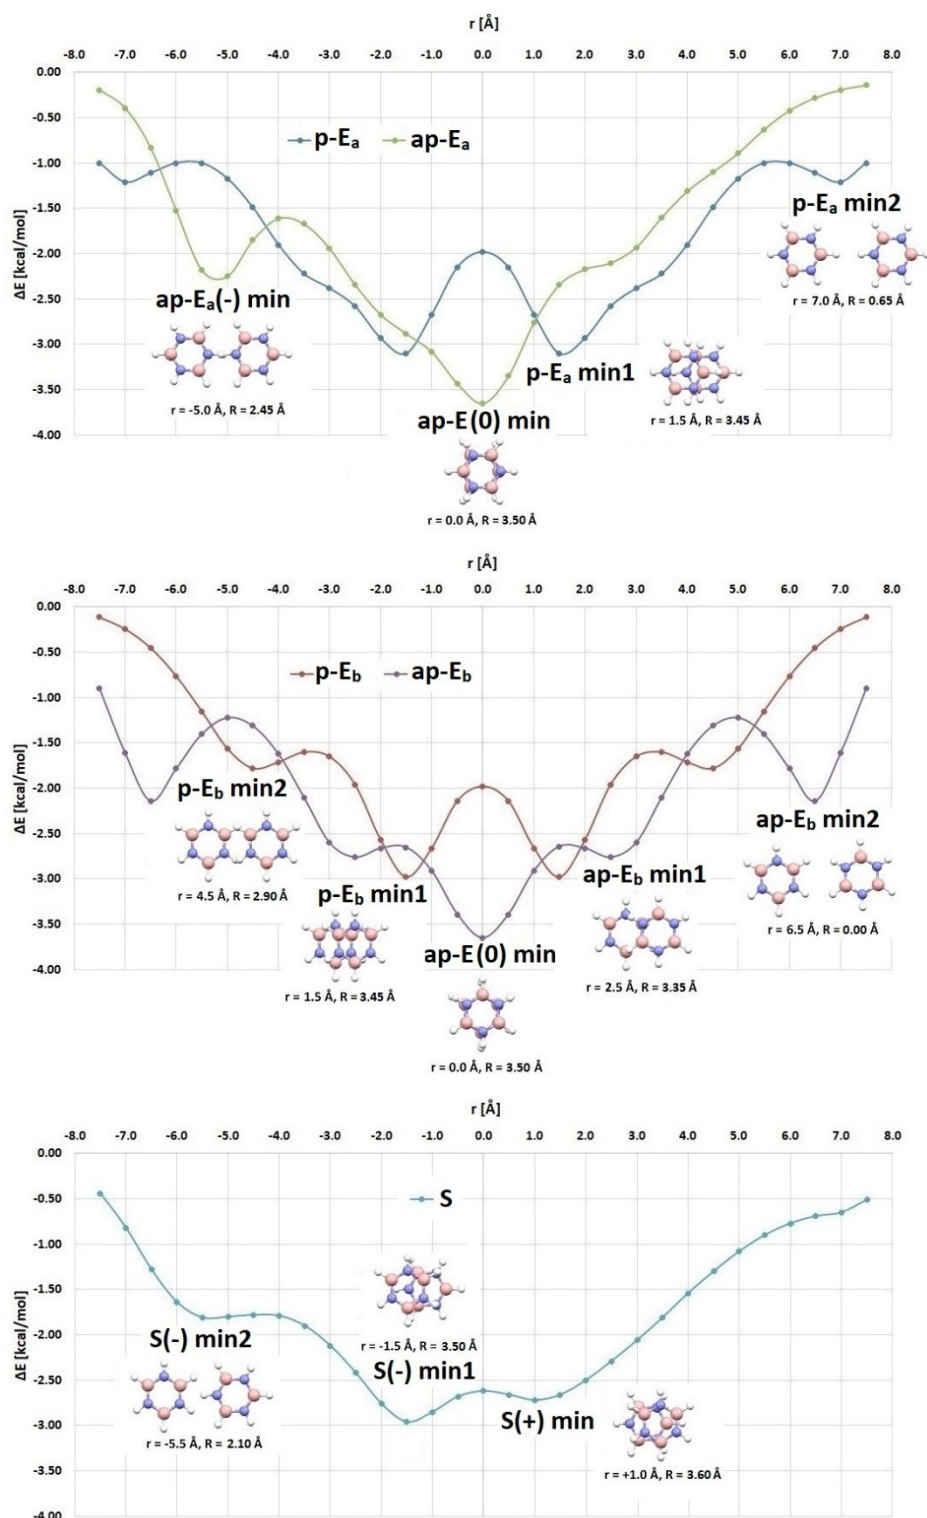 r [Å]
-8.0 -7.0 -6.0 -5.0 -4.0 -3.0 -2.0 -1.0 0.0 1.0 2.0 3.0 4.0 5.0 6.0 7.0 8.0
0.00
-0.50
p-Ea ap-Ea
-1.00
-1.50
p-Ea min2
-2.00
ΔE [kcal/mol]
r = 7.0 Å, R = 0.65 Å
-2.50
ap-Ea(-) min
-3.00
p-Ea min1
-3.50
r = -5.0 Å, R = 2.45 Å
r = 1.5 Å, R = 3.45 Å
ap-E(0) min
-4.00
r = 0.0 Å, R = 3.50 Å
r [Å]
-8.0 -7.0 -6.0 -5.0 -4.0 -3.0 -2.0 -1.0 0.0 1.0 2.0 3.0 4.0 5.0 6.0 7.0 8.0
0.00
-0.50
p-Eb ap-Eb
-1.00
-1.50
p-Eb min2
-2.00
ΔE [kcal/mol]
ap-Eb min2
-2.50
r = 4.5 Å, R = 2.90 Å
ap-Eb min1
-3.00
p-Eb min1
r = 6.5 Å, R = 0.00 Å
-3.50
ap-E(0) min
-4.00
r = 1.5 Å, R = 3.45 Å
r = 2.5 Å, R = 3.35 Å
r = 0.0 Å, R = 3.50 Å
r [Å]
-8.0 -7.0 -6.0 -5.0 -4.0 -3.0 -2.0 -1.0 0.0 1.0 2.0 3.0 4.0 5.0 6.0 7.0 8.0
0.00
-0.50
S
-1.00
-1.50
-2.00
ΔE [kcal/mol]
S(-) min2
r = -1.5 Å, R = 3.50 Å
S(-) min1
-2.50
S(+) min
-3.00
r = -5.5 Å, R = 2.10 Å
-3.50
r = +1.0 Å, R = 3.60 Å
-4.00